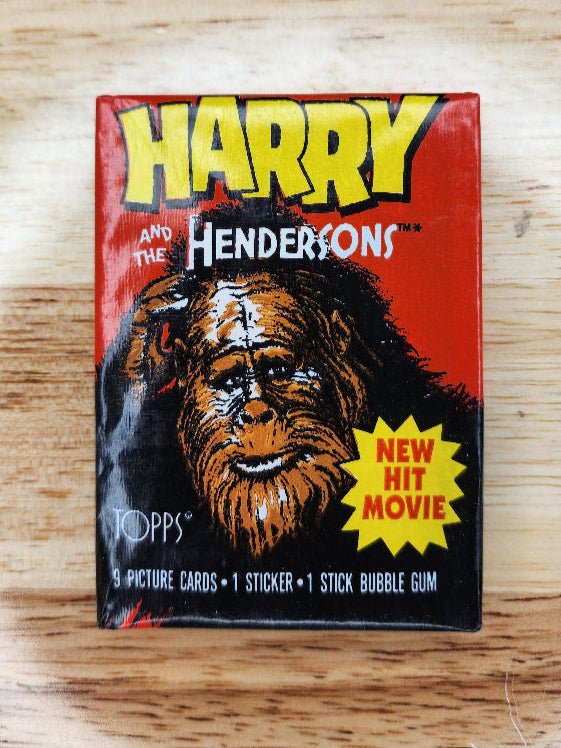 HARRY
AND THE HENDERSONS™*
NEW
HIT
MOVIE
TOPPS®
9 PICTURE CARDS • 1 STICKER • 1 STICK BUBBLE GUM